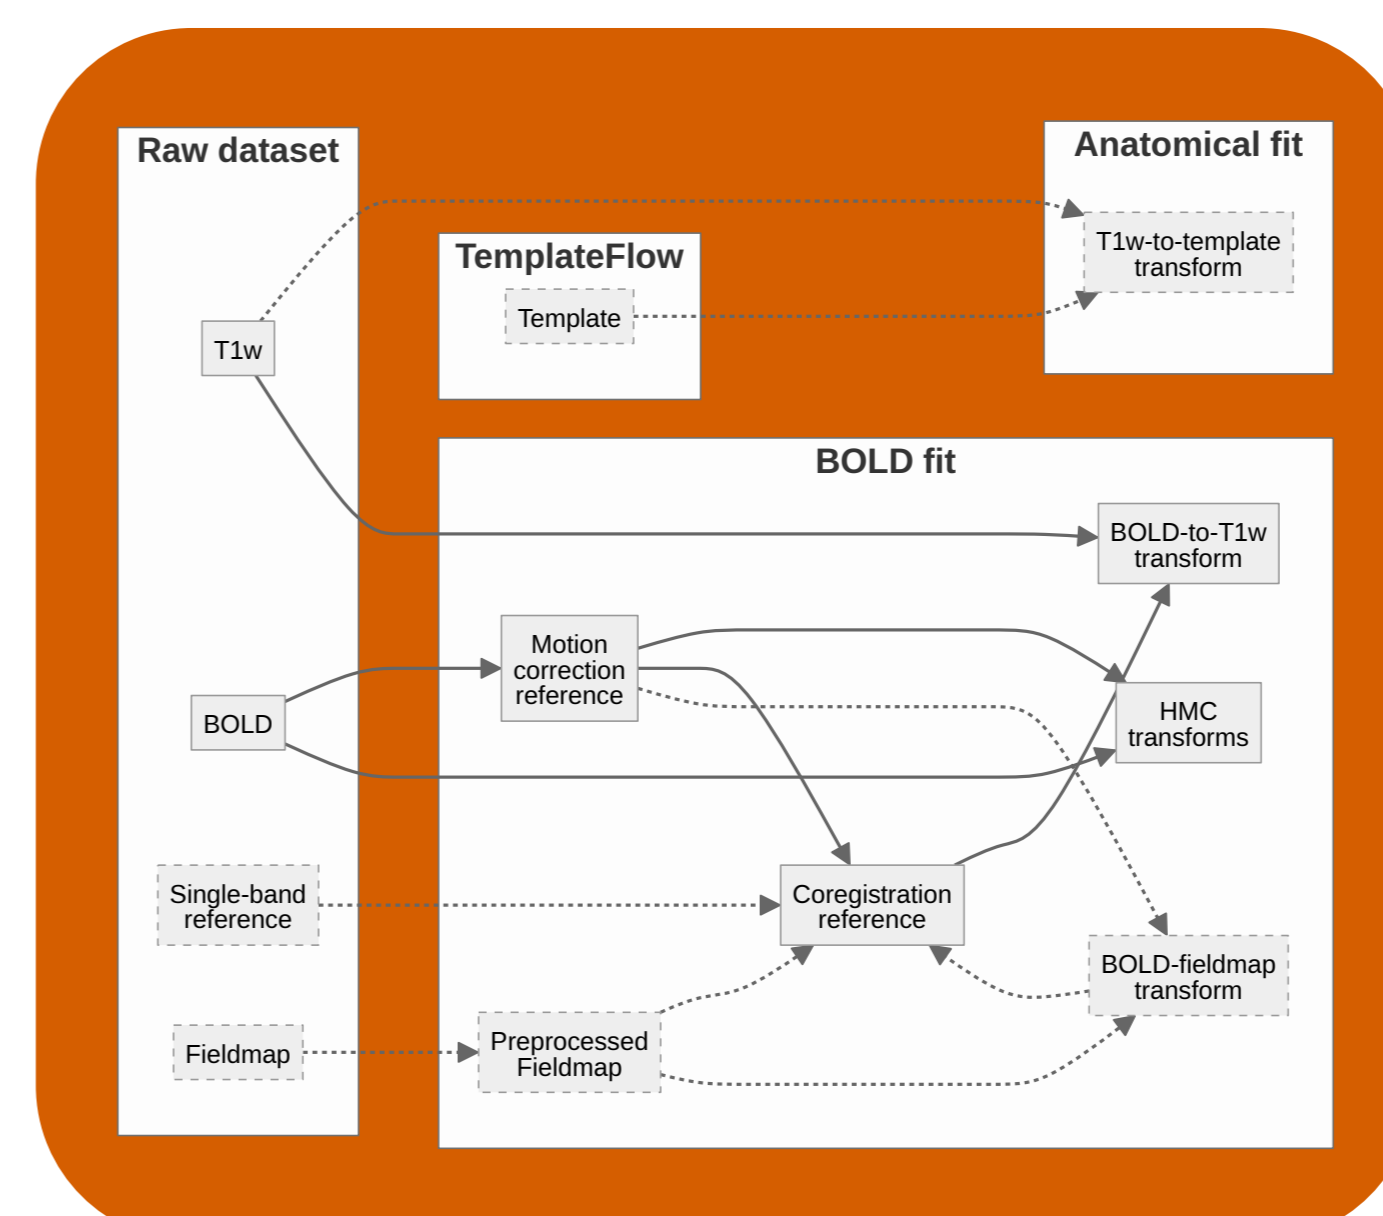 Raw dataset
T1w
BOLD
Single-band
reference
Fieldmap
TemplateFlow
Template
Anatomical fit
T1w-to-template
transform
BOLD fit
BOLD-to-T1w
transform
Motion
correction
reference
HMC
transforms
Coregistration
reference
BOLD-fieldmap
transform
Preprocessed
Fieldmap